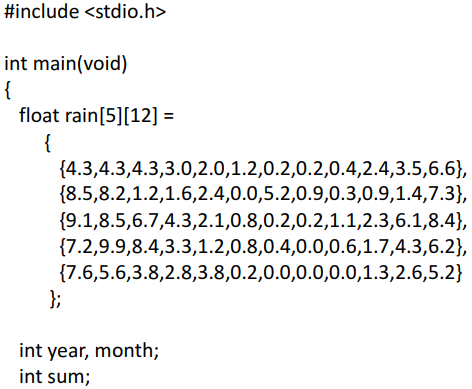 #include <stdio.h>
int main(void)
{
float rain[5][12] =
{
{4.3,4.3,4.3,3.0,2.0,1.2,0.2,0.2,0.4,2.4,3.5,6.6},
{8.5,8.2,1.2,1.6,2.4,0.0,5.2,0.9,0.3,0.9,1.4,7.3},
{9.1,8.5,6.7,4.3,2.1,0.8,0.2,0.2,1.1,2.3,6.1,8.4},
{7.2,9.9,8.4,3.3,1.2,0.8,0.4,0.0,0.6,1.7,4.3,6.2},
{7.6,5.6,3.8,2.8,3.8,0.2,0.0,0.0,0.0,1.3,2.6,5.2}
};
int year, month;
int sum;